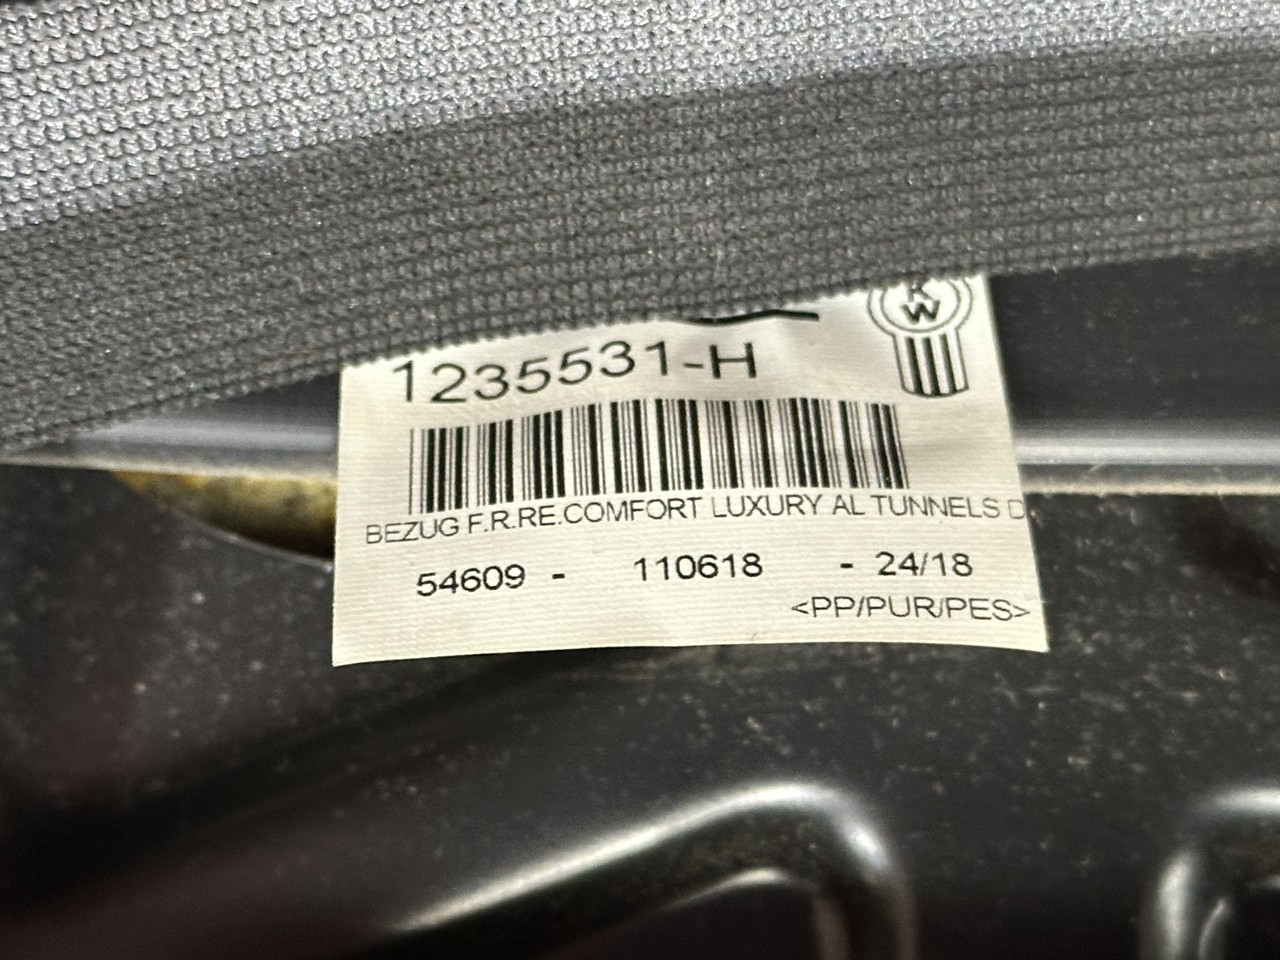 K
W
1235531-H
BEZUG F.R.RE.COMFORT LUXURY AL TUNNELS D
54609 - 110618 - 24/18
<PP/PUR/PES>